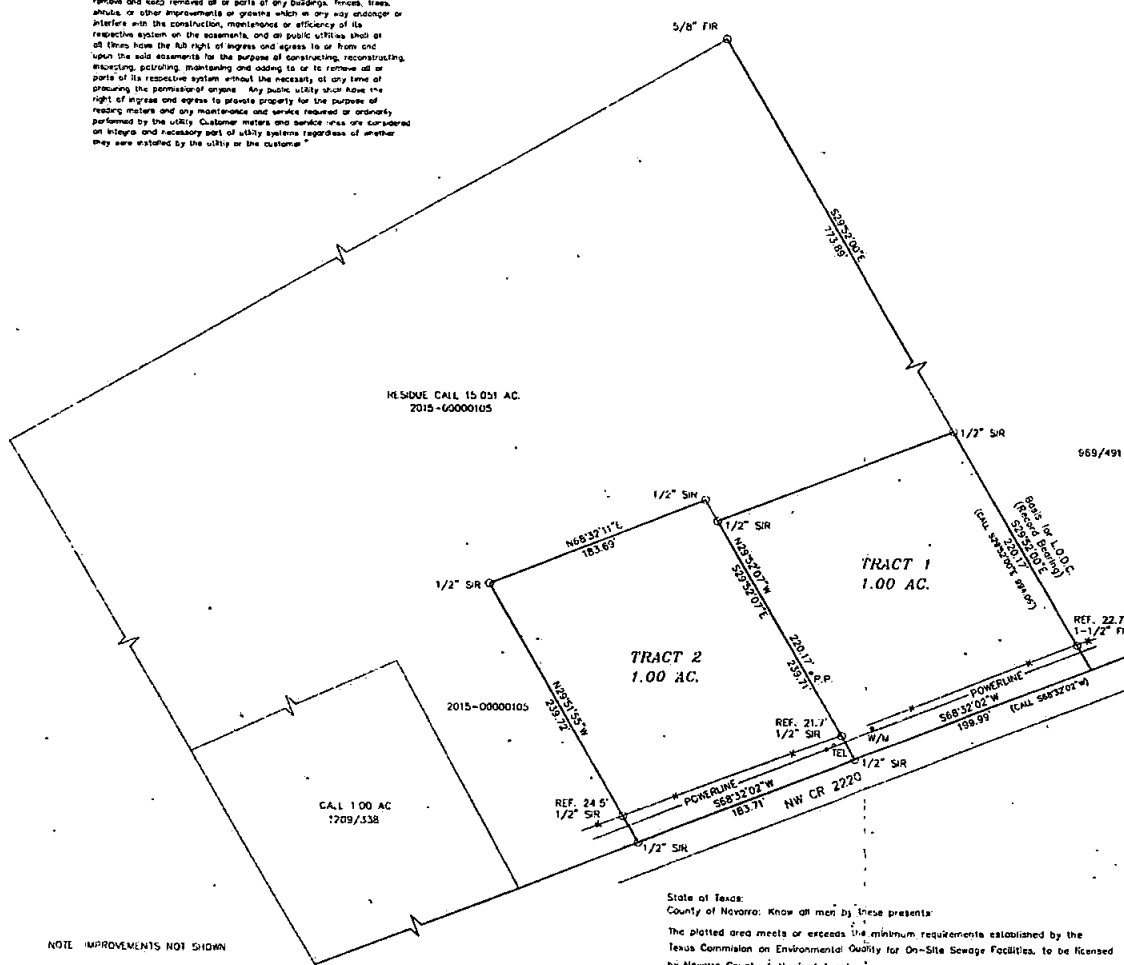 remove and keep removed all or parts of any buildings, fences, trees,
shrubs, or other improvements or growths which in any way endanger or
interfere with the construction, maintenance or efficiency of its
respective system on the easements, and all public utilities shall at
all times have the full right of ingress and egress to or from and
upon the said easements for the purpose of constructing, reconstructing,
inspecting, patrolling, maintaining and adding to or to remove all or
parts of its respective system without the necessity at any time of
procuring the permission of anyone. Any public utility shall have the
right of ingress and egress to private property for the purpose of
reading meters and any maintenance and service required or ordinarily
performed by the utility. Customer meters and service lines are considered
an integral and necessary part of utility systems regardless of whether
they were installed by the utility or the customer"
5/8" FIR
S29°52'00"E
773.89'
RESIDUE CALL 15.051 AC.
2015-00000105
1/2" SIR
969/491
1/2" SIR
1/2" SIR
N68°32'11"E
183.69'
1/2" SIR
Basis for L.O.D.C.
(Record Bearing)
S29°52'00"E
220.17'
(CALL S29°52'00"E 994.06')
N29°52'07"W
S29°52'07"E
220.17'
239.71'
TRACT 1
1.00 AC.
REF. 22.7
1-1/2" F
TRACT 2
1.00 AC.
P.P.
POWERLINE
S68°32'02"W
199.99'
(CALL S68°32'02"W)
2015-00000105
N29°51'55"W
239.72'
REF. 21.7'
1/2" SIR
W/M
TEL
1/2" SIR
NW CR 2220
POWERLINE
S68°32'02"W
183.71'
REF. 24.5'
1/2" SIR
CALL 1.00 AC
1209/338
1/2" SIR
State of Texas:
County of Navarro: Know all men by these presents
The platted area meets or exceeds the minimum requirements established by the
Texas Commision on Environmental Quality for On-Site Sewage Facilities, to be licensed
NOTE IMPROVEMENTS NOT SHOWN